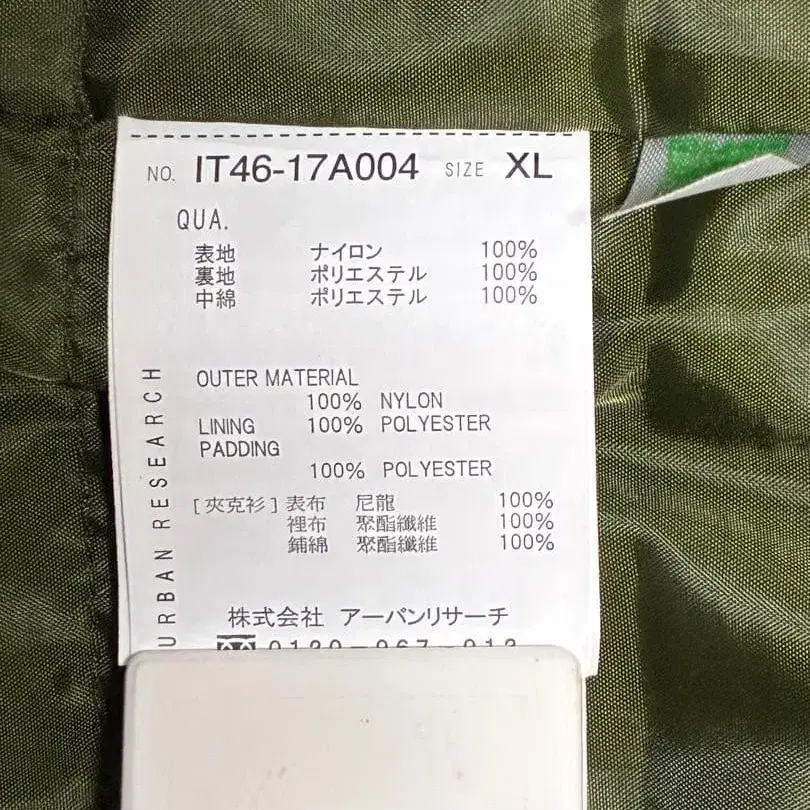 NO. IT46-17A004 SIZE XL
QUA.
表地 ナイロン 100%
裏地 ポリエステル 100%
中綿 ポリエステル 100%
OUTER MATERIAL
100% NYLON
LINING 100% POLYESTER
PADDING
100% POLYESTER
[夾克衫] 表布 尼龍 100%
裡布 聚酯纖維 100%
鋪綿 聚酯纖維 100%
URBAN RESEARCH
株式会社 アーバンリサーチ